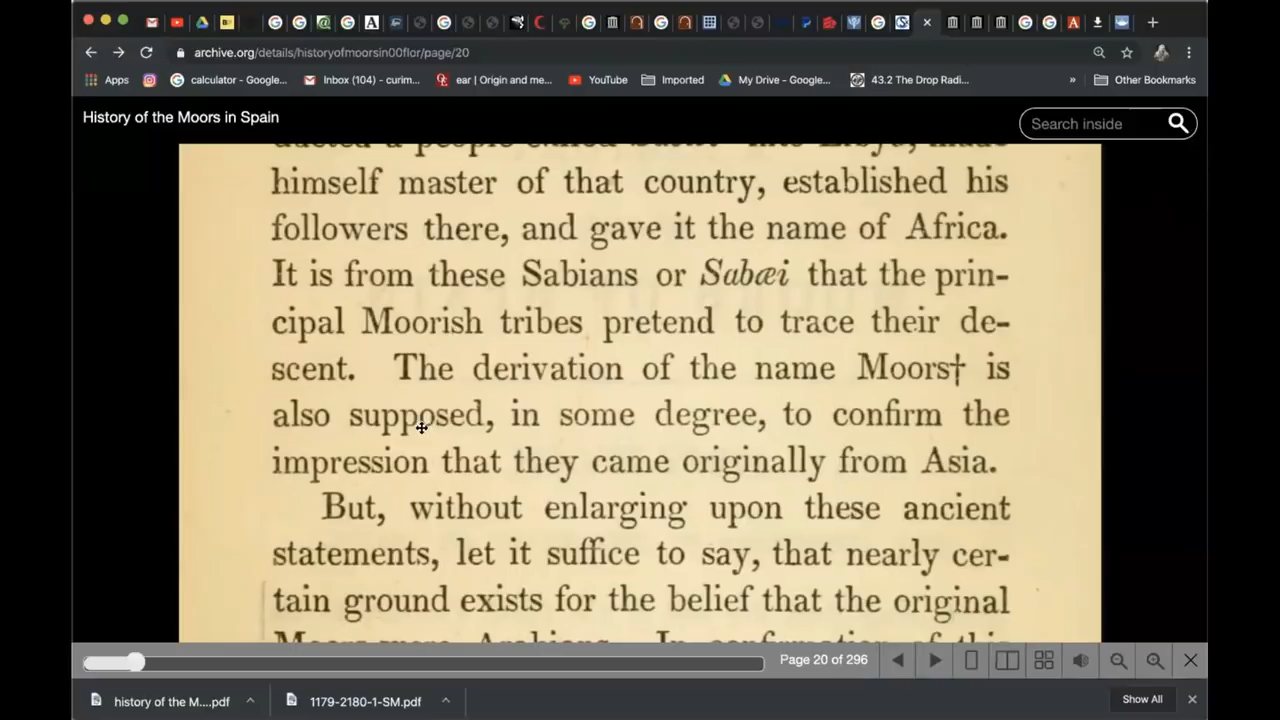 archive.org/details/historyofmoorsin00flor/page/20
Apps
calculator - Google...
Inbox (104) - curim...
ear | Origin and me...
YouTube
Imported
My Drive - Google...
43.2 The Drop Radi...
»
Other Bookmarks
History of the Moors in Spain
Search inside
himself master of that country, established his
followers there, and gave it the name of Africa.
It is from these Sabians or Sabæi that the prin-
cipal Moorish tribes pretend to trace their de-
scent. The derivation of the name Moors† is
also supposed, in some degree, to confirm the
impression that they came originally from Asia.
But, without enlarging upon these ancient
statements, let it suffice to say, that nearly cer-
tain ground exists for the belief that the original
Page 20 of 296
history of the M....pdf
1179-2180-1-SM.pdf
Show All